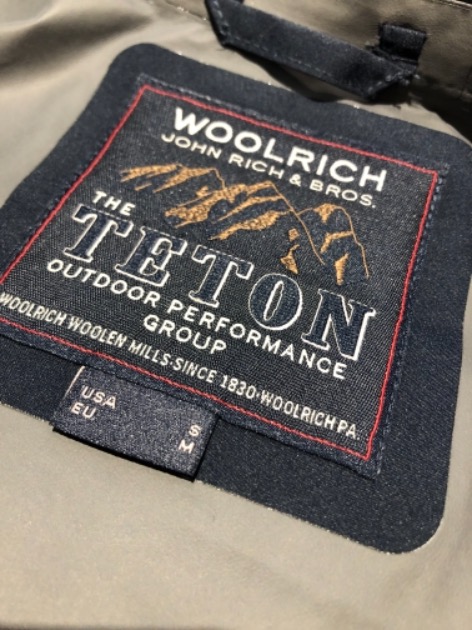 WOOLRICH
JOHN RICH & BROS.
THE
TETON
OUTDOOR PERFORMANCE
GROUP
WOOLRICH WOOLEN MILLS·SINCE 1830·WOOLRICH PA.
USA S
EU M